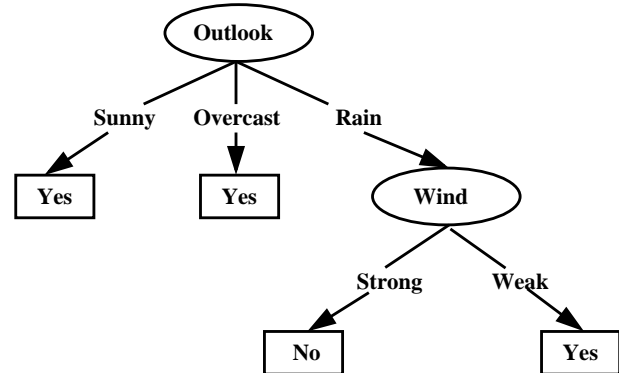 Outlook
Sunny Overcast Rain
Yes Yes Wind
Strong Weak
No Yes